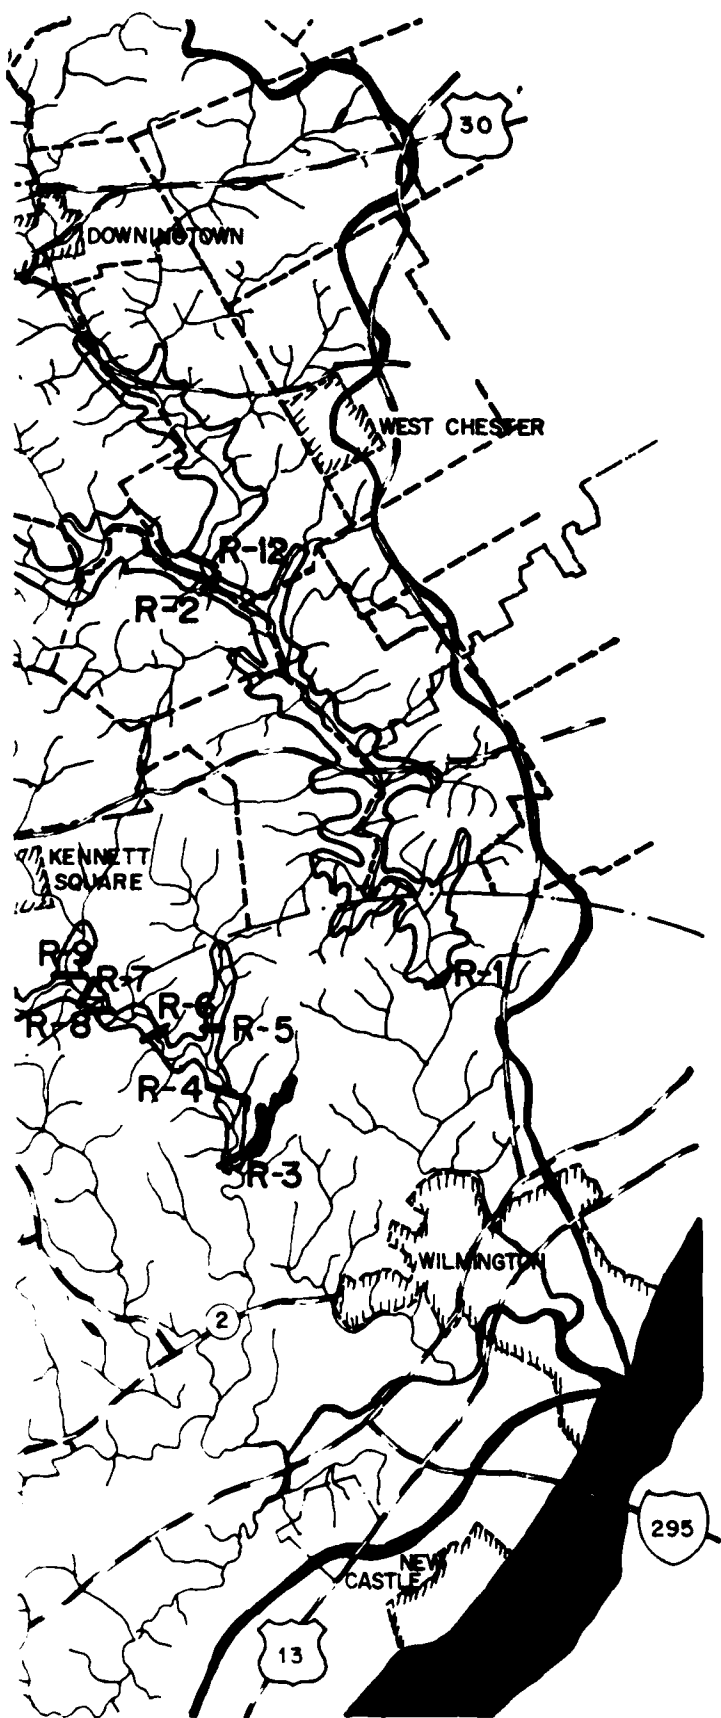 30
DOWNINGTOWN
WEST CHESTER
R-12
R-2
KENNETT
SQUARE
R-9
R-7
R-1
R-6
R-8
R-5
R-4
R-3
WILMINGTON
2
295
NEW
CASTLE
13